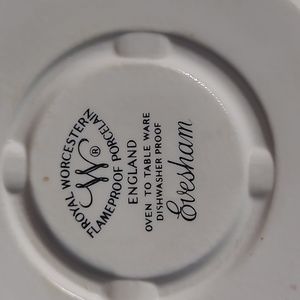 ROYAL WORCESTER
W ®
FLAMEPROOF PORCELAIN
ENGLAND
OVEN TO TABLE WARE
DISHWASHER PROOF
Evesham